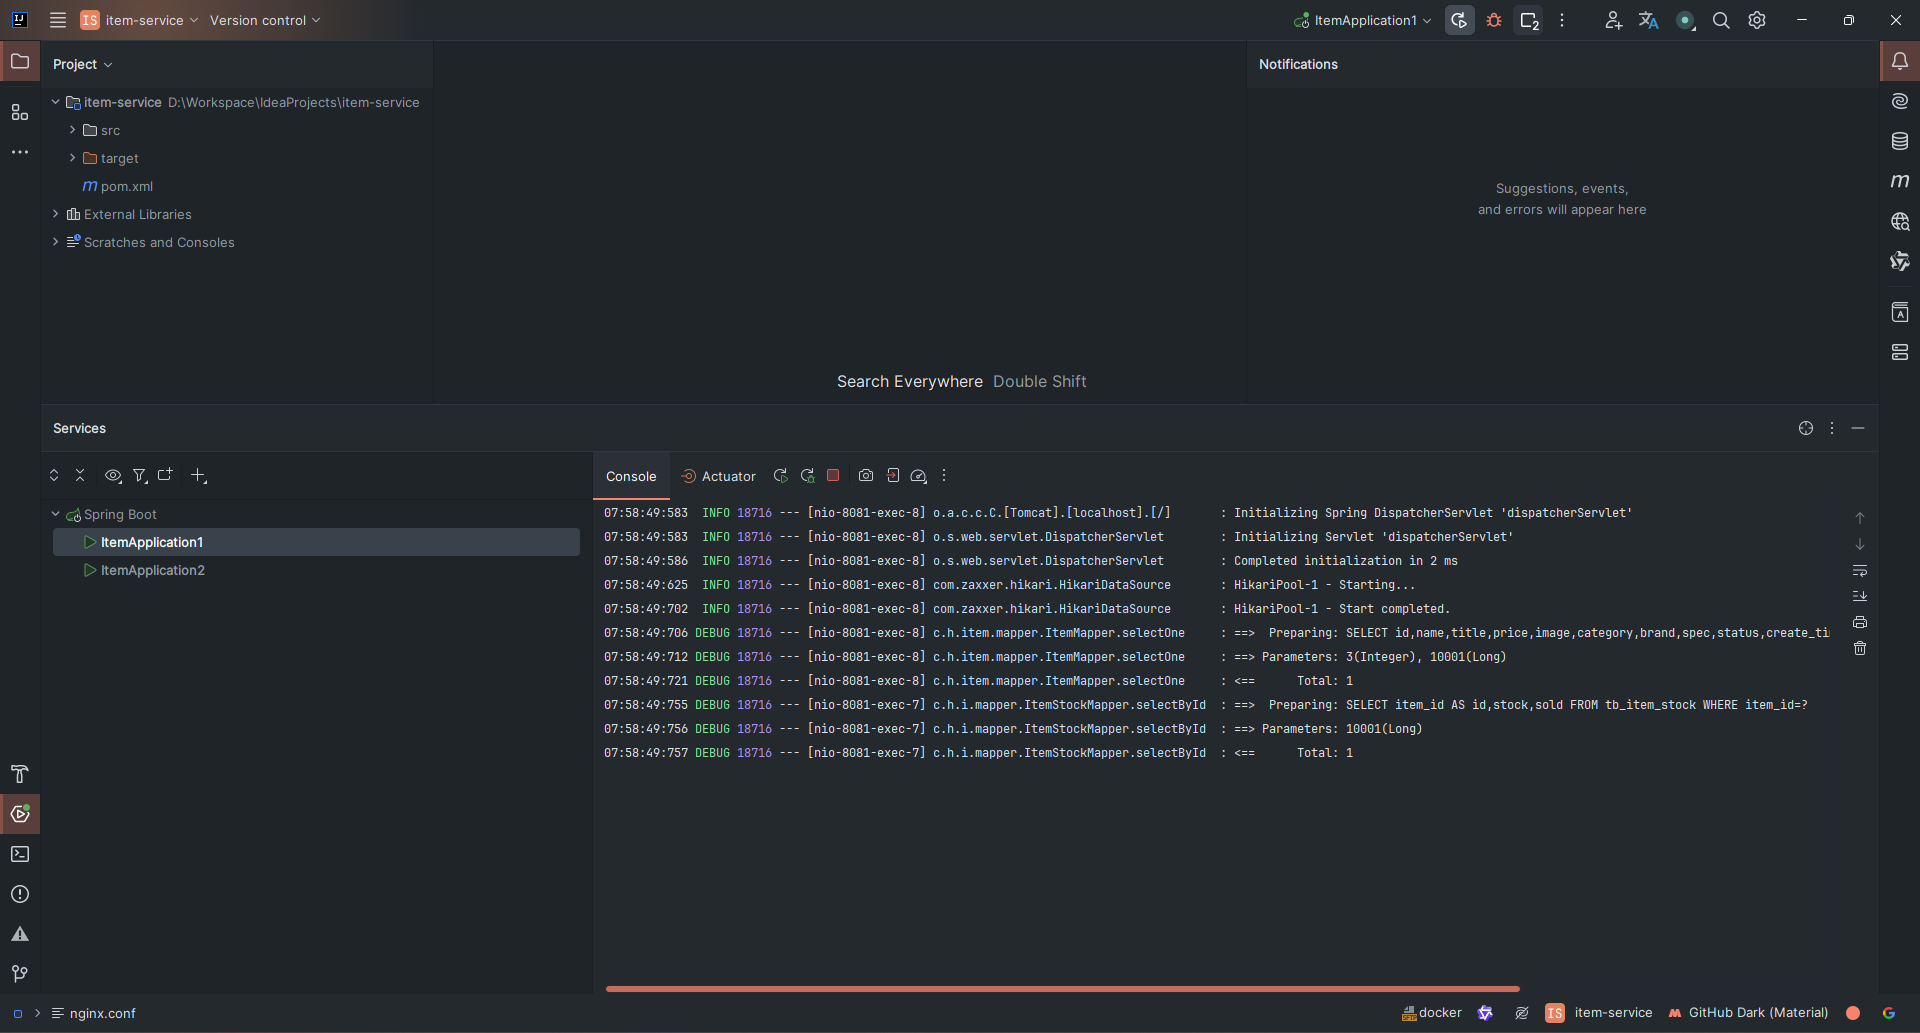 IS item-service Version control ItemApplication1
Project
Notifications
item-service D:\Workspace\IdeaProjects\item-service
src
target
m pom.xml
External Libraries
Scratches and Consoles
Suggestions, events,
and errors will appear here
Search Everywhere Double Shift
Services
Console Actuator
Spring Boot
ItemApplication1
ItemApplication2
07:58:49:583  INFO 18716 --- [nio-8081-exec-8] o.a.c.c.C.[Tomcat].[localhost].[/]       : Initializing Spring DispatcherServlet 'dispatcherServlet'
07:58:49:583  INFO 18716 --- [nio-8081-exec-8] o.s.web.servlet.DispatcherServlet        : Initializing Servlet 'dispatcherServlet'
07:58:49:586  INFO 18716 --- [nio-8081-exec-8] o.s.web.servlet.DispatcherServlet        : Completed initialization in 2 ms
07:58:49:625  INFO 18716 --- [nio-8081-exec-8] com.zaxxer.hikari.HikariDataSource       : HikariPool-1 - Starting...
07:58:49:702  INFO 18716 --- [nio-8081-exec-8] com.zaxxer.hikari.HikariDataSource       : HikariPool-1 - Start completed.
07:58:49:706 DEBUG 18716 --- [nio-8081-exec-8] c.h.item.mapper.ItemMapper.selectOne     : ==>  Preparing: SELECT id,name,title,price,image,category,brand,spec,status,create_ti
07:58:49:712 DEBUG 18716 --- [nio-8081-exec-8] c.h.item.mapper.ItemMapper.selectOne     : ==> Parameters: 3(Integer), 10001(Long)
07:58:49:721 DEBUG 18716 --- [nio-8081-exec-8] c.h.item.mapper.ItemMapper.selectOne     : <==      Total: 1
07:58:49:755 DEBUG 18716 --- [nio-8081-exec-7] c.h.i.mapper.ItemStockMapper.selectById  : ==>  Preparing: SELECT item_id AS id,stock,sold FROM tb_item_stock WHERE item_id=?
07:58:49:756 DEBUG 18716 --- [nio-8081-exec-7] c.h.i.mapper.ItemStockMapper.selectById  : ==> Parameters: 10001(Long)
07:58:49:757 DEBUG 18716 --- [nio-8081-exec-7] c.h.i.mapper.ItemStockMapper.selectById  : <==      Total: 1
nginx.conf docker IS item-service GitHub Dark (Material)